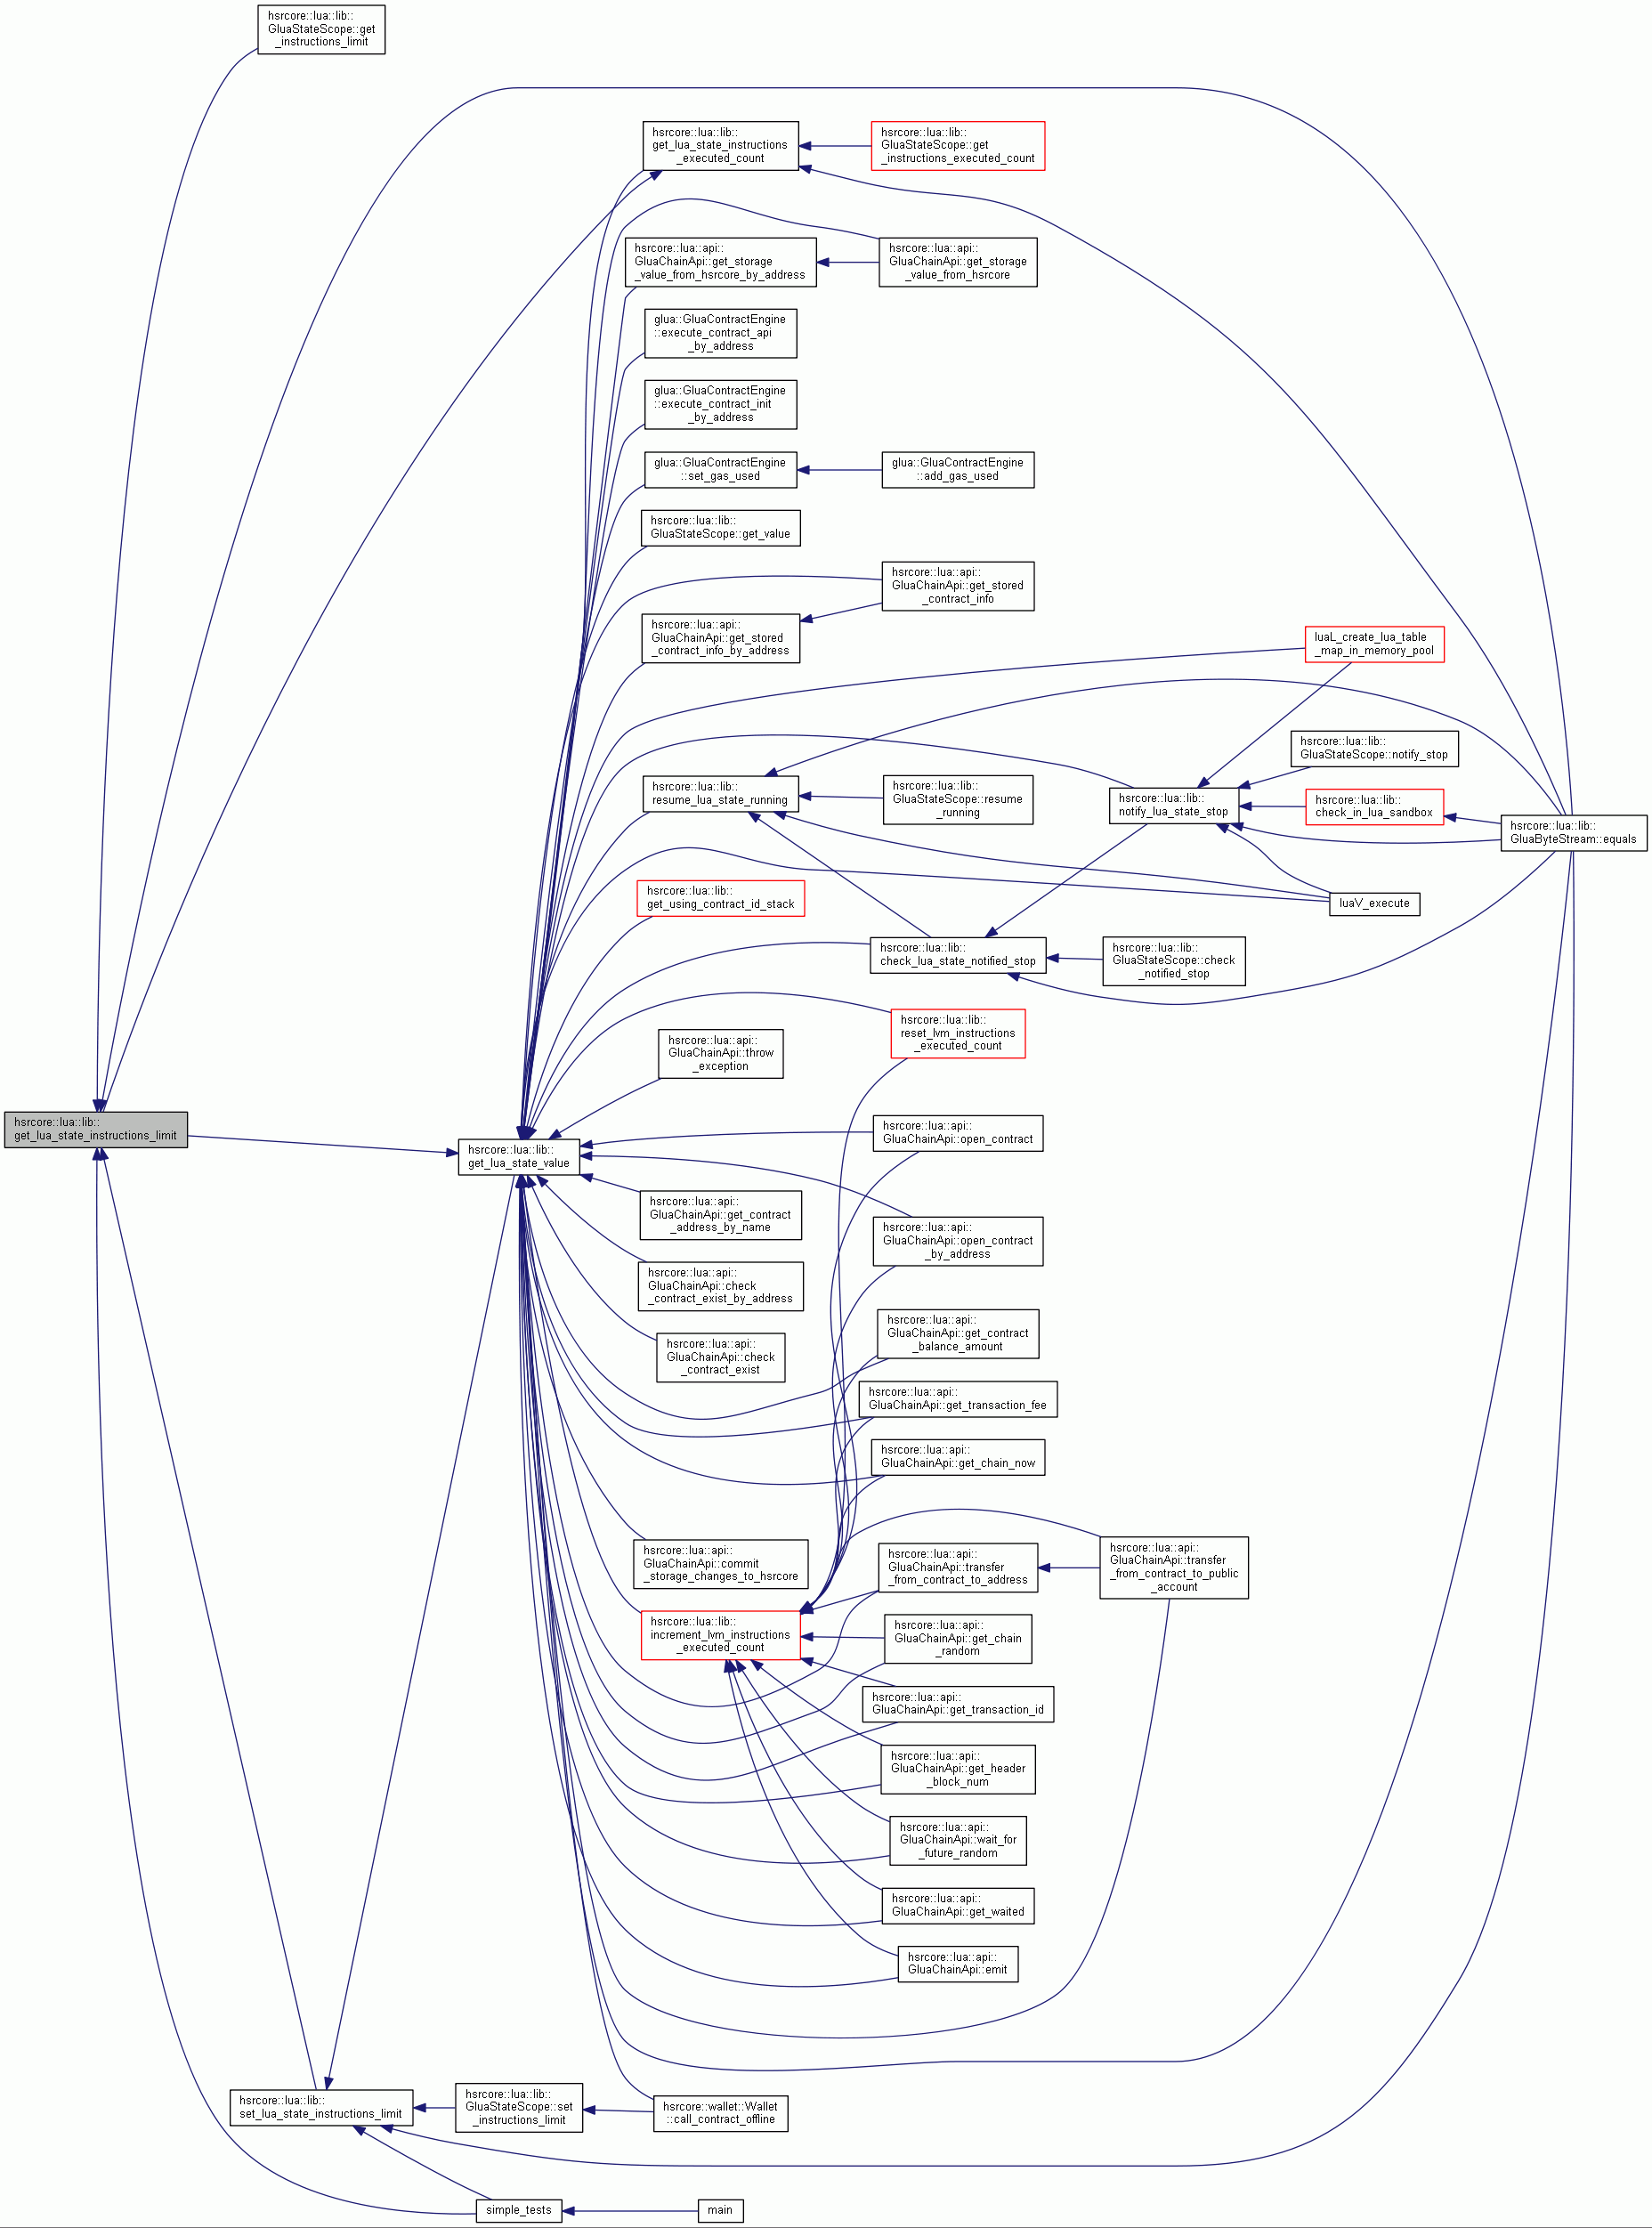 hsrcore::lua::lib::
GluaStateScope::get
_instructions_limit
hsrcore::lua::lib::
get_lua_state_instructions
_executed_count
hsrcore::lua::lib::
GluaStateScope::get
_instructions_executed_count
hsrcore::lua::api::
GluaChainApi::get_storage
_value_from_hsrcore_by_address
hsrcore::lua::api::
GluaChainApi::get_storage
_value_from_hsrcore
glua::GluaContractEngine
::execute_contract_api
_by_address
glua::GluaContractEngine
::execute_contract_init
_by_address
glua::GluaContractEngine
::set_gas_used
glua::GluaContractEngine
::add_gas_used
hsrcore::lua::lib::
GluaStateScope::get_value
hsrcore::lua::api::
GluaChainApi::get_stored
_contract_info
hsrcore::lua::api::
GluaChainApi::get_stored
_contract_info_by_address
luaL_create_lua_table
_map_in_memory_pool
hsrcore::lua::lib::
GluaStateScope::notify_stop
hsrcore::lua::lib::
resume_lua_state_running
hsrcore::lua::lib::
GluaStateScope::resume
_running
hsrcore::lua::lib::
notify_lua_state_stop
hsrcore::lua::lib::
check_in_lua_sandbox
hsrcore::lua::lib::
GluaByteStream::equals
hsrcore::lua::lib::
get_using_contract_id_stack
luaV_execute
hsrcore::lua::lib::
check_lua_state_notified_stop
hsrcore::lua::lib::
GluaStateScope::check
_notified_stop
hsrcore::lua::lib::
reset_lvm_instructions
_executed_count
hsrcore::lua::api::
GluaChainApi::throw
_exception
hsrcore::lua::lib::
get_lua_state_instructions_limit
hsrcore::lua::lib::
get_lua_state_value
hsrcore::lua::api::
GluaChainApi::open_contract
hsrcore::lua::api::
GluaChainApi::get_contract
_address_by_name
hsrcore::lua::api::
GluaChainApi::open_contract
_by_address
hsrcore::lua::api::
GluaChainApi::check
_contract_exist_by_address
hsrcore::lua::api::
GluaChainApi::get_contract
_balance_amount
hsrcore::lua::api::
GluaChainApi::check
_contract_exist
hsrcore::lua::api::
GluaChainApi::get_transaction_fee
hsrcore::lua::api::
GluaChainApi::get_chain_now
hsrcore::lua::api::
GluaChainApi::commit
_storage_changes_to_hsrcore
hsrcore::lua::api::
GluaChainApi::transfer
_from_contract_to_address
hsrcore::lua::api::
GluaChainApi::transfer
_from_contract_to_public
_account
hsrcore::lua::lib::
increment_lvm_instructions
_executed_count
hsrcore::lua::api::
GluaChainApi::get_chain
_random
hsrcore::lua::api::
GluaChainApi::get_transaction_id
hsrcore::lua::api::
GluaChainApi::get_header
_block_num
hsrcore::lua::api::
GluaChainApi::wait_for
_future_random
hsrcore::lua::api::
GluaChainApi::get_waited
hsrcore::lua::api::
GluaChainApi::emit
hsrcore::lua::lib::
set_lua_state_instructions_limit
hsrcore::lua::lib::
GluaStateScope::set
_instructions_limit
hsrcore::wallet::Wallet
::call_contract_offline
simple_tests
main